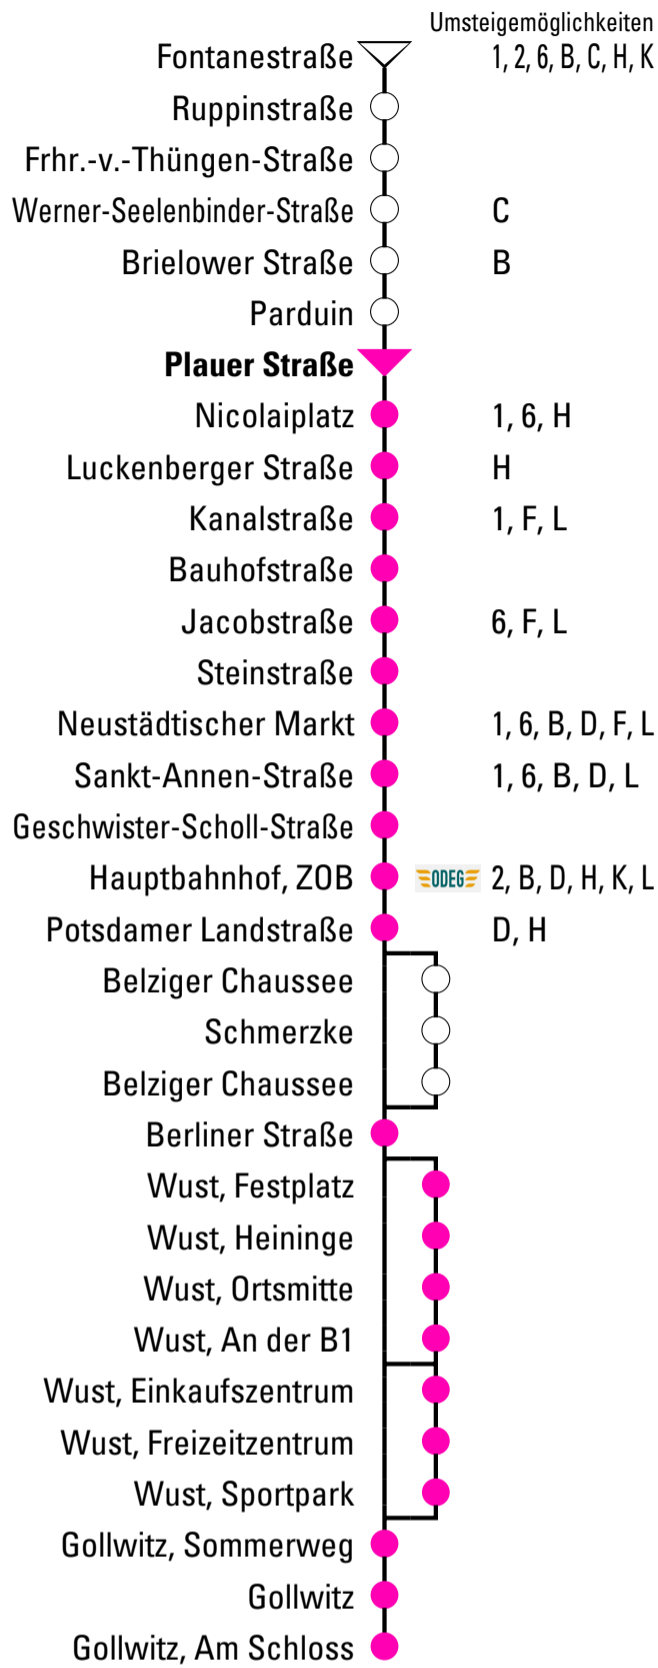 Umsteigemöglichkeiten
Fontanestraße 1, 2, 6, B, C, H, K
Ruppinstraße
Frhr.-v.-Thüngen-Straße
Werner-Seelenbinder-Straße C
Brielower Straße B
Parduin
Plauer Straße
Nicolaiplatz 1, 6, H
Luckenberger Straße H
Kanalstraße 1, F, L
Bauhofstraße
Jacobstraße 6, F, L
Steinstraße
Neustädtischer Markt 1, 6, B, D, F, L
Sankt-Annen-Straße 1, 6, B, D, L
Geschwister-Scholl-Straße
Hauptbahnhof, ZOB ODEG 2, B, D, H, K, L
Potsdamer Landstraße D, H
Belziger Chaussee
Schmerzke
Belziger Chaussee
Berliner Straße
Wust, Festplatz
Wust, Heininge
Wust, Ortsmitte
Wust, An der B1
Wust, Einkaufszentrum
Wust, Freizeitzentrum
Wust, Sportpark
Gollwitz, Sommerweg
Gollwitz
Gollwitz, Am Schloss